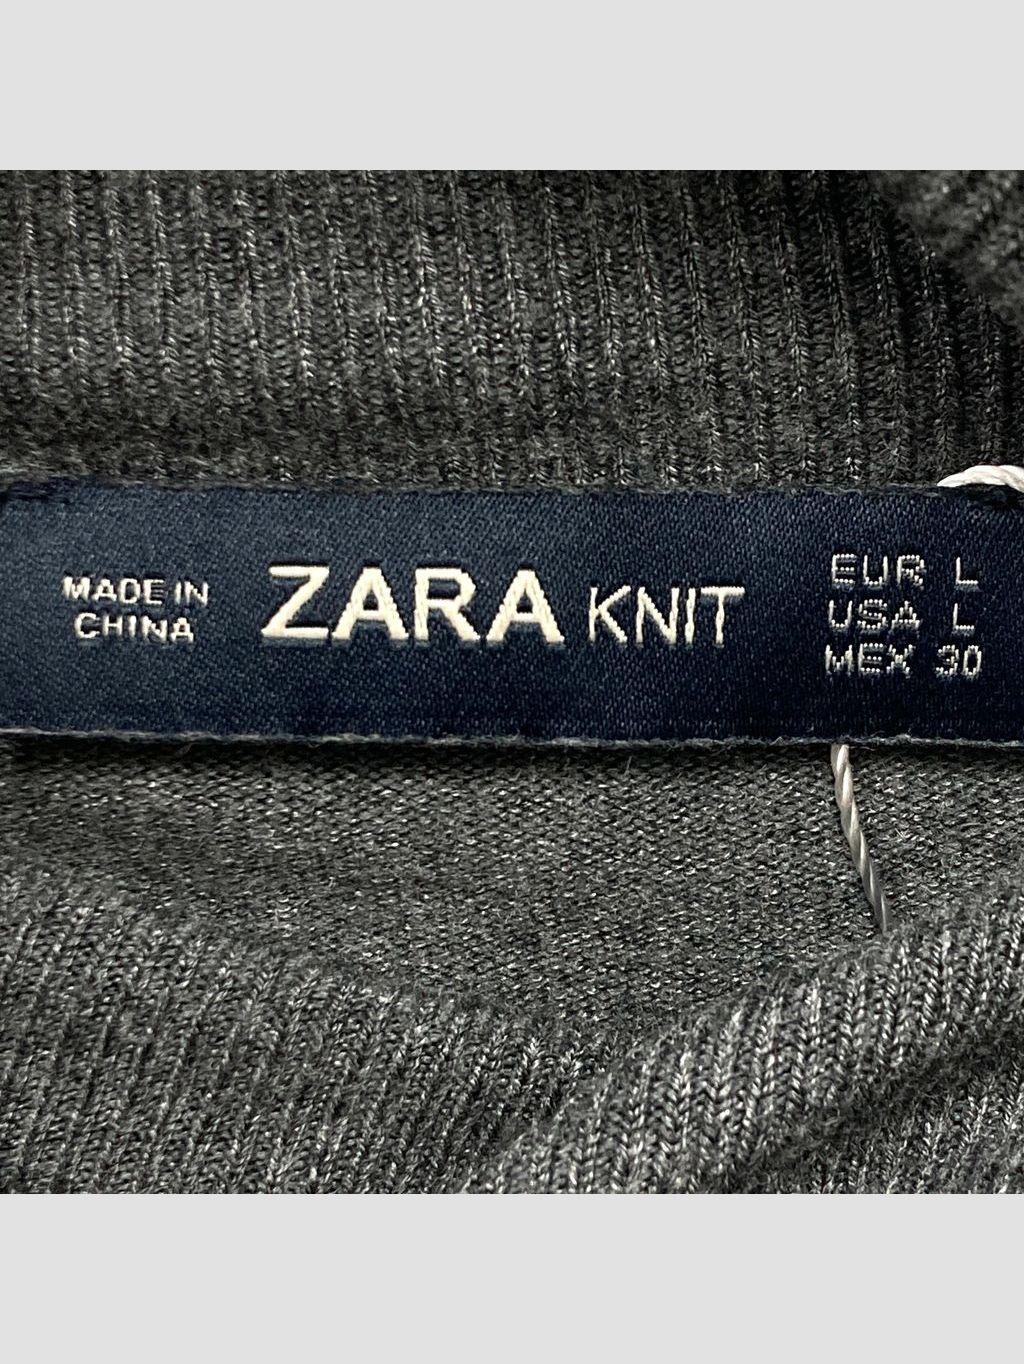 MADE IN
CHINA
ZARA KNIT
EUR L
USA L
MEX 30